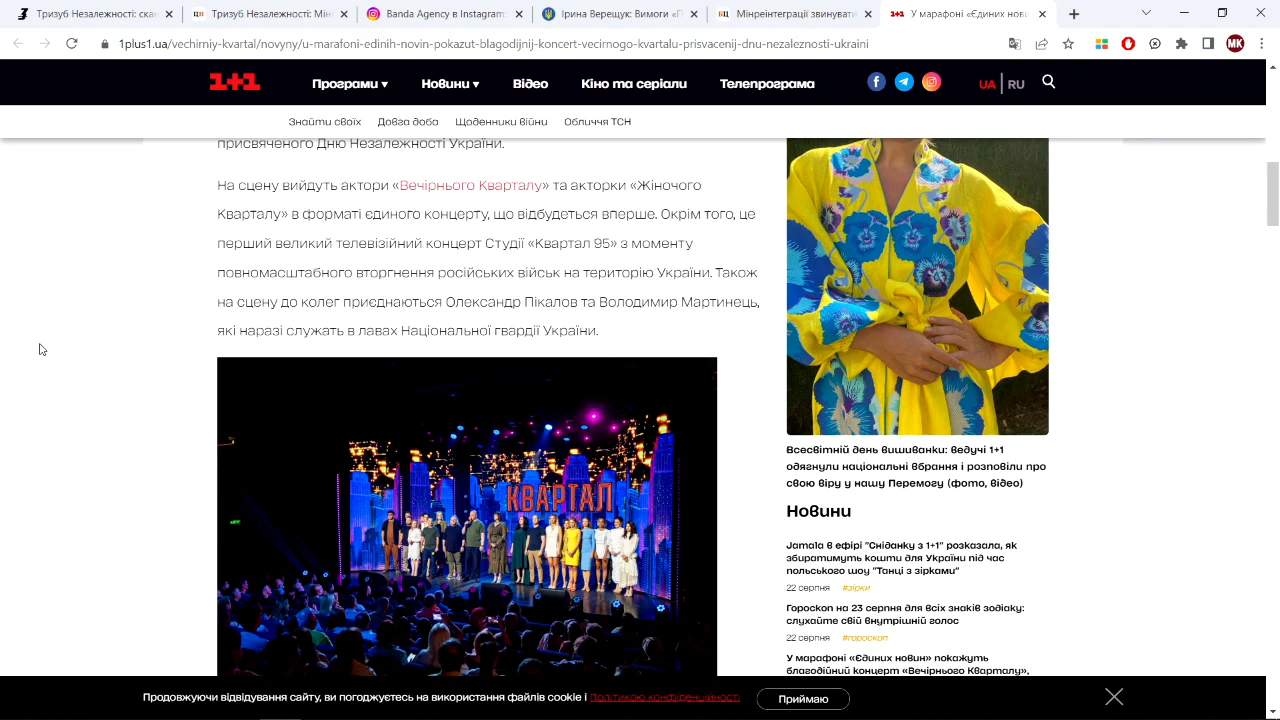 Тризуб Незалежності: скан
Тризуб Незалежності: Мін
Banda Agency в Instagram:
Ірина Верещук: Вимоги «П
Мінреінтеграції звинувати
1+1
У марафоні «Єдиних нови
1plus1.ua/vechirniy-kvartal/novyny/u-marafoni-edinih-novin-pokazut-blagodijnij-koncert-vecirnogo-kvartalu-prisvacenij-dnu-nezaleznosti-ukraini
MK
1+1
Програми
Новини
Відео
Кіно та серіали
Телепрограма
UA
RU
Знайти своїх
Довга доба
Щоденники війни
Обличчя ТСН
присвяченого Дню Незалежності України.
На сцену вийдуть актори «Вечірнього Кварталу» та акторки «Жіночого
Кварталу» в форматі єдиного концерту, що відбудеться вперше. Окрім того, це
перший великий телевізійний концерт Студії «Квартал 95» з моменту
повномасштабного вторгнення російських військ на територію України. Також
на сцену до колег приєднаються Олександр Пікалов та Володимир Мартинець,
які наразі служать в лавах Національної гвардії України.
КВАРТАЛ
Всесвітній день вишиванки: ведучі 1+1
одягнули національні вбрання і розповіли про
свою віру у нашу Перемогу (фото, відео)
Новини
Jamala в ефірі "Сніданку з 1+1" розказала, як
збиратимуть кошти для України під час
польського шоу "Танці з зірками"
22 серпня
#зірки
Гороскоп на 23 серпня для всіх знаків зодіаку:
слухайте свій внутрішній голос
22 серпня
#гороскоп
У марафоні «Єдиних новин» покажуть
благодійний концерт «Вечірнього Кварталу»,
Продовжуючи відвідування сайту, ви погоджуєтесь на використання файлів cookie і Політикою конфіденційності
Приймаю